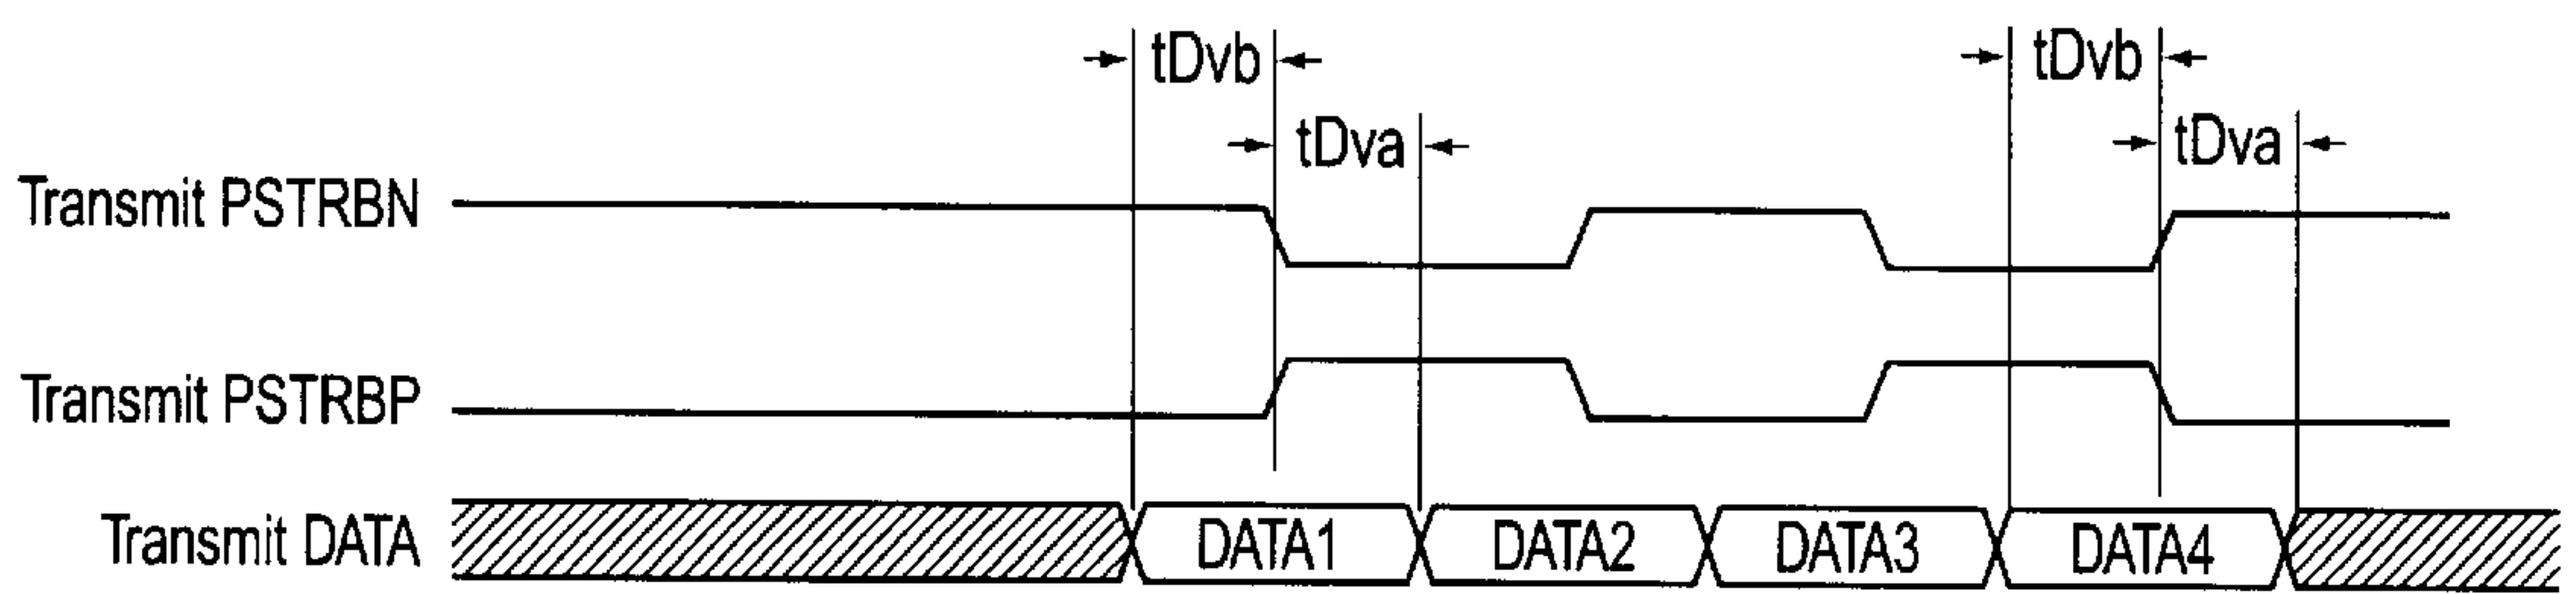 tDvb tDvb
tDva tDva
Transmit PSTRBN
Transmit PSTRBP
Transmit DATA DATA1 DATA2 DATA3 DATA4